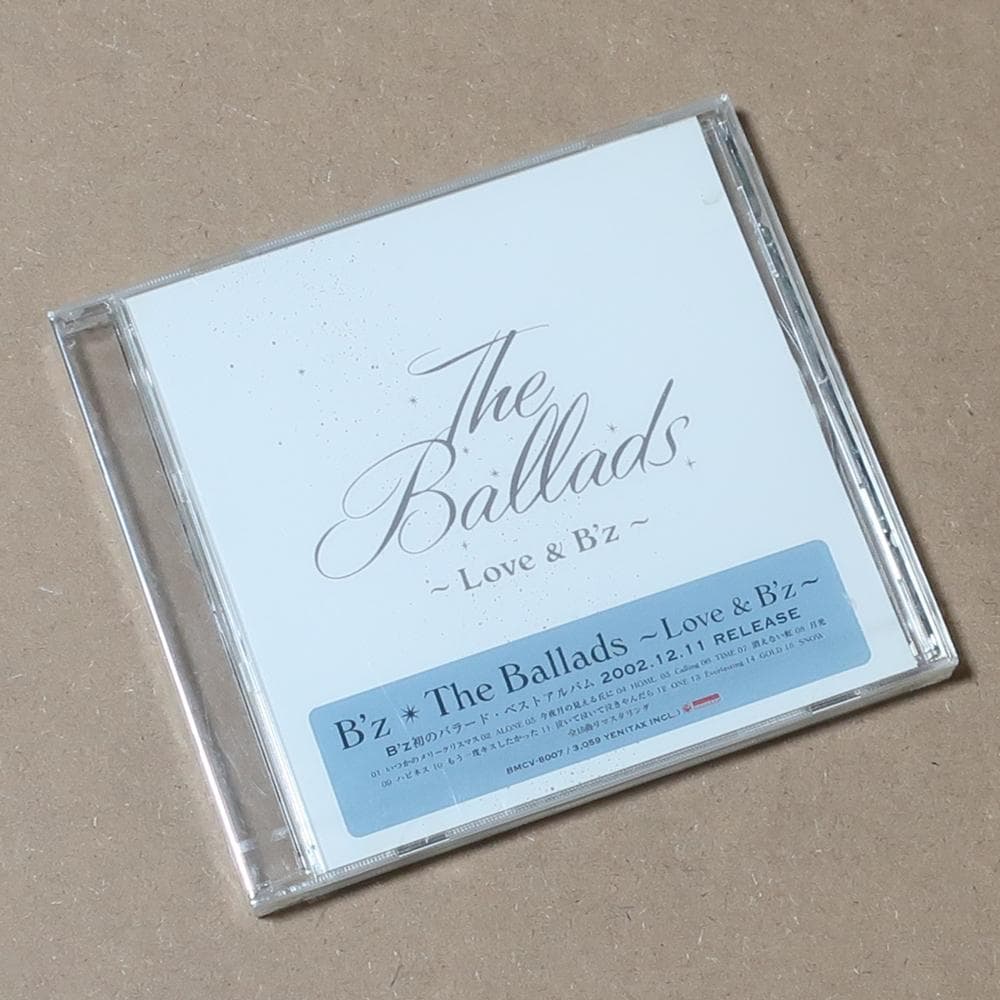 The
Ballads
~ Love & B'z ~
B'z * The Ballads ~Love & B'z~
B'z初のバラード・ベストアルバム 2002.12.11 RELEASE
01. いつかのメリークリスマス 02. ALONE 03. 今夜月の見える丘に 04. HOME 05. Calling 06. TIME 07. 消えない虹 08. 月光
09. ハピネス 10. もう一度キスしたかった 11. 泣いて泣いて泣きやんだら 12. ONE 13. Everlasting 14. GOLD 15. SNOW
全15曲リマスタリング
BMCV-8007 / 3,059 YEN(TAX INCL.)